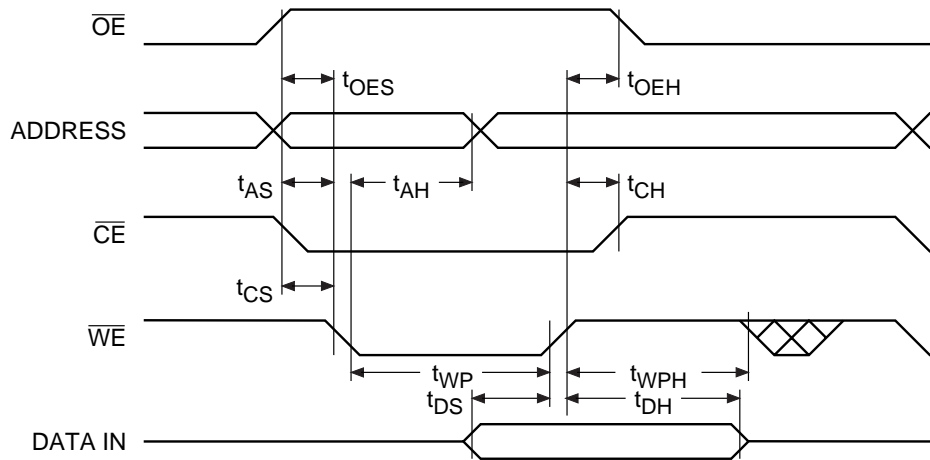 OE
tOES
tOEH
ADDRESS
tAS
tAH
tCH
CE
tCS
WE
tWP
tWPH
tDS
tDH
DATA IN